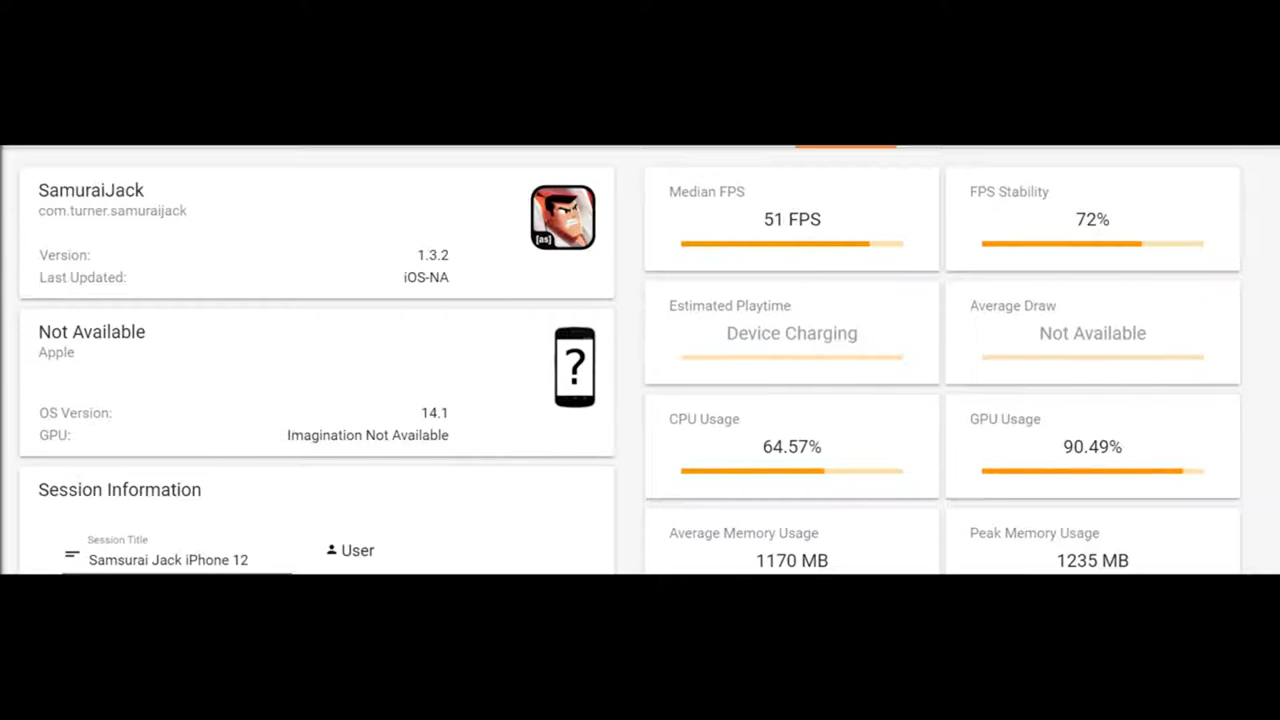 SamuraiJack
com.turner.samuraijack
[as]
Version: 1.3.2
Last Updated: iOS-NA
Not Available
Apple
?
OS Version: 14.1
GPU: Imagination Not Available
Session Information
Session Title
Samsurai Jack iPhone 12
User
Median FPS
51 FPS
FPS Stability
72%
Estimated Playtime
Device Charging
Average Draw
Not Available
CPU Usage
64.57%
GPU Usage
90.49%
Average Memory Usage
1170 MB
Peak Memory Usage
1235 MB